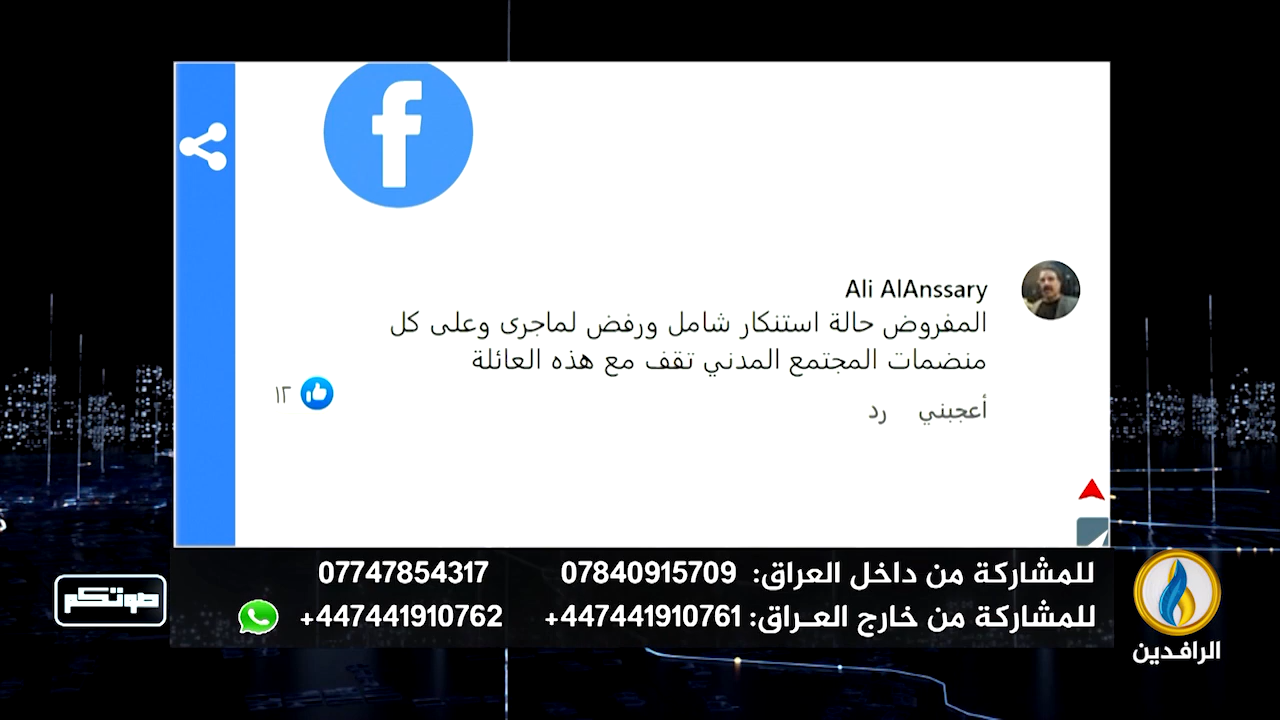 f
Ali AlAnssary
المفروض حالة استنكار شامل ورفض لماجرى وعلى كل
منضمات المجتمع المدني تقف مع هذه العائلة
أعجبني رد
١٢
للمشاركة من داخل العراق: 07840915709 07747854317
للمشاركة من خارج العـراق: 447441910761+ 447441910762+
صوتكم
الرافدين